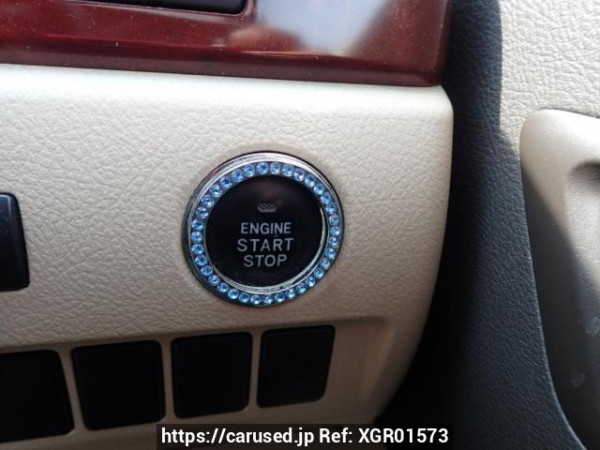 ENGINE
START
STOP
https://carused.jp Ref: XGR01573